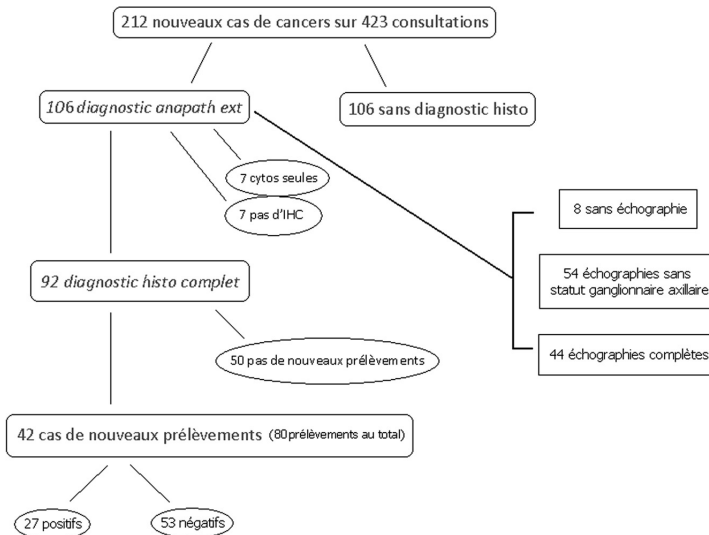 212 nouveaux cas de cancers sur 423 consultations
106 diagnostic anapath ext
106 sans diagnostic histo
7 cytos seules
7 pas d'IHC
8 sans échographie
54 échographies sans
statut ganglionnaire axillaire
44 échographies complètes
92 diagnostic histo complet
50 pas de nouveaux prélèvements
42 cas de nouveaux prélèvements (80 prélèvements au total)
27 positifs
53 négatifs